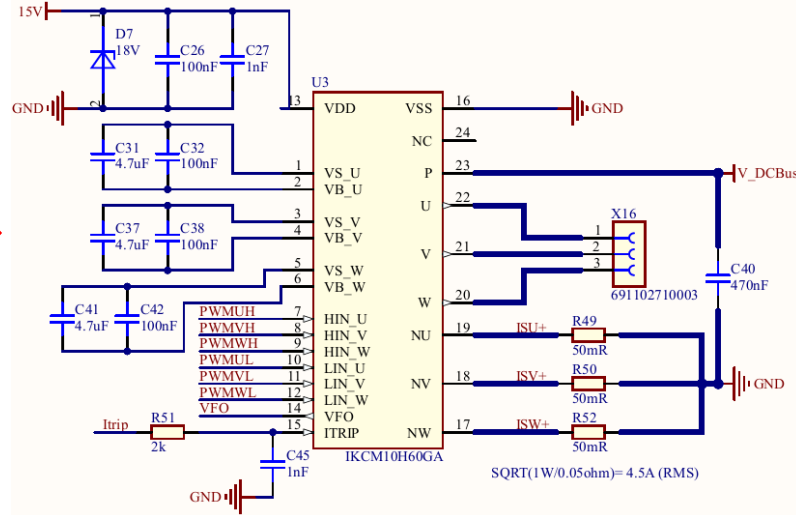 15V
1
D7
18V
C26
100nF
C27
1nF
2
GND
U3
13
VDD
VSS
16
GND
NC
24
C31
4.7uF
C32
100nF
1
VS_U
P
23
V_DCBus
2
VB_U
U
22
X16
C37
4.7uF
C38
100nF
3
VS_V
1
4
VB_V
V
21
2
3
C40
470nF
5
VS_W
6
VB_W
W
20
691102710003
C41
4.7uF
C42
100nF
PWMUH
7
HIN_U
NU
19
ISU+
R49
50mR
PWMVH
8
HIN_V
PWMWH
9
HIN_W
PWMUL
10
LIN_U
NV
18
ISV+
R50
50mR
GND
PWMVL
11
LIN_V
PWMWL
12
LIN_W
VFO
14
VFO
Itrip
R51
2k
15
ITRIP
NW
17
ISW+
R52
50mR
IKCM10H60GA
C45
1nF
GND
SQRT(1W/0.05ohm)= 4.5A (RMS)